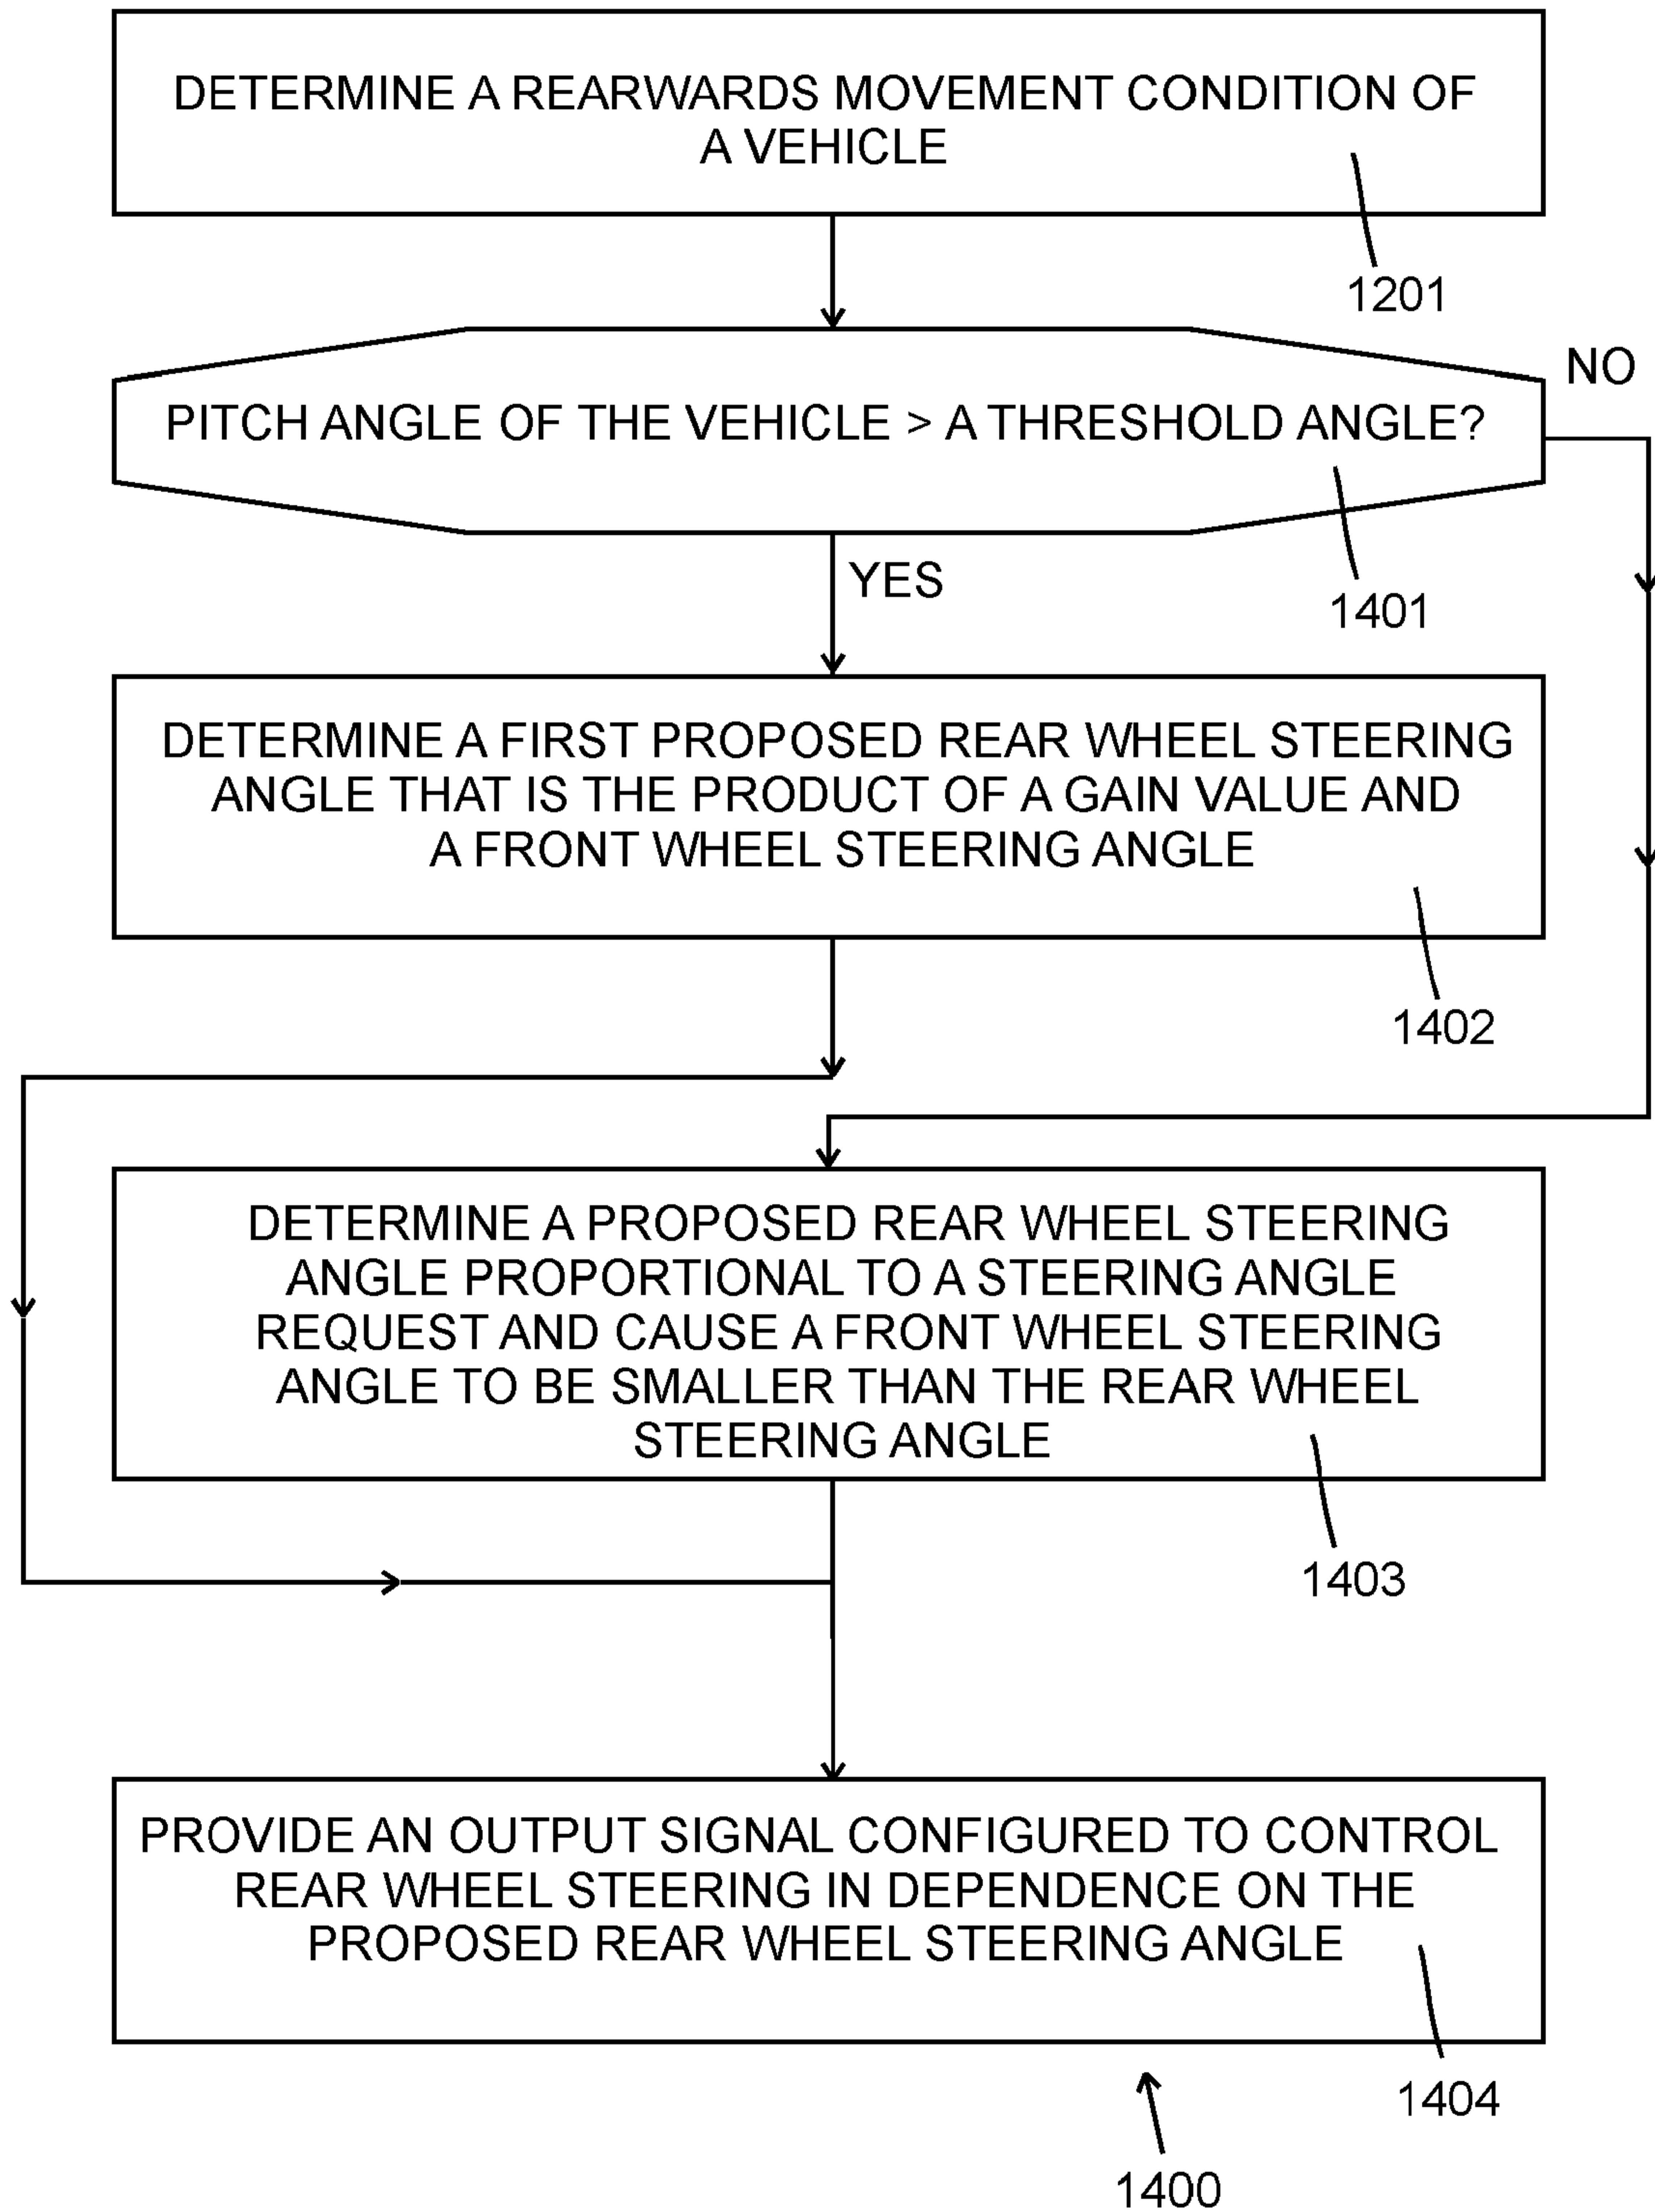 DETERMINE A REARWARDS MOVEMENT CONDITION OF
A VEHICLE
1201
NO
PITCH ANGLE OF THE VEHICLE > A THRESHOLD ANGLE?
YES
1401
DETERMINE A FIRST PROPOSED REAR WHEEL STEERING
ANGLE THAT IS THE PRODUCT OF A GAIN VALUE AND
A FRONT WHEEL STEERING ANGLE
1402
DETERMINE A PROPOSED REAR WHEEL STEERING
ANGLE PROPORTIONAL TO A STEERING ANGLE
REQUEST AND CAUSE A FRONT WHEEL STEERING
ANGLE TO BE SMALLER THAN THE REAR WHEEL
STEERING ANGLE
1403
PROVIDE AN OUTPUT SIGNAL CONFIGURED TO CONTROL
REAR WHEEL STEERING IN DEPENDENCE ON THE
PROPOSED REAR WHEEL STEERING ANGLE
1404
1400